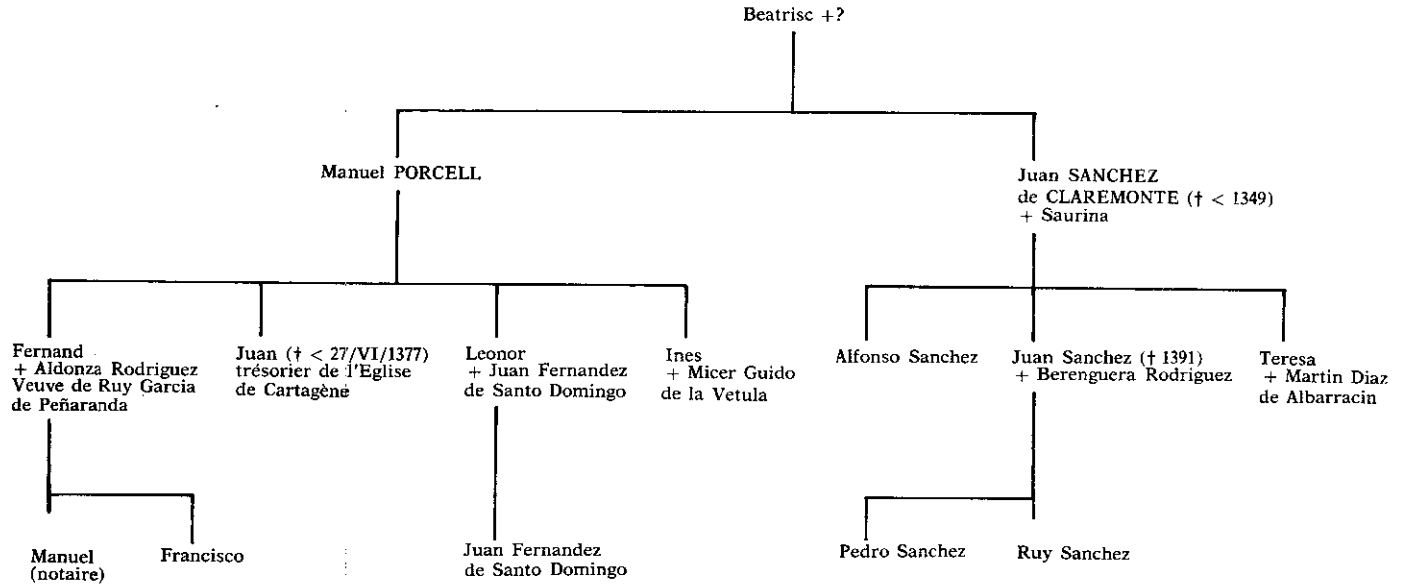 Beatrisc +?
Manuel PORCELL
Juan SANCHEZ
de CLAREMONTE († < 1349)
+ Saurina
Fernand
+ Aldonza Rodriguez
Veuve de Ruy Garcia
de Peñaranda
Juan († < 27/VI/1377)
trésorier de l'Eglise
de Cartagène
Leonor
+ Juan Fernandez
de Santo Domingo
Ines
+ Micer Guido
de la Vetula
Alfonso Sanchez
Juan Sanchez († 1391)
+ Berenguera Rodriguez
Teresa
+ Martin Diaz
de Albarracin
Manuel
(notaire)
Francisco
Juan Fernandez
de Santo Domingo
Pedro Sanchez
Ruy Sanchez